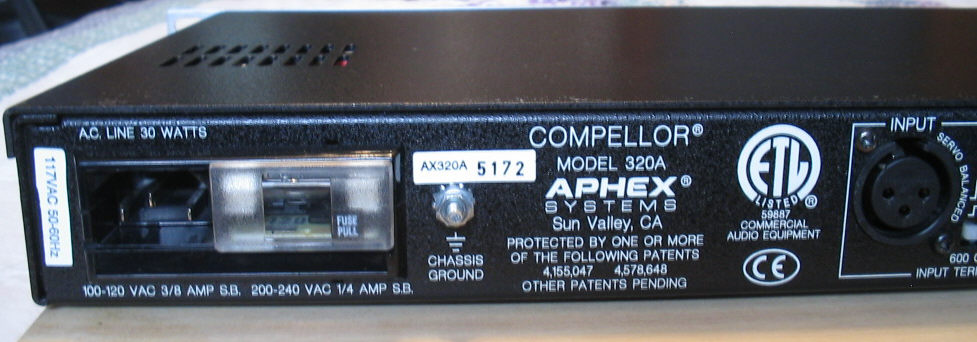 A.C. LINE 30 WATTS
117VAC 50-60Hz
FUSE
PULL
100-120 VAC 3/8 AMP S.B. 200-240 VAC 1/4 AMP S.B.
AX320A 5172
CHASSIS
GROUND
COMPELLOR®
MODEL 320A
APHEX®
SYSTEMS
Sun Valley, CA
PROTECTED BY ONE OR MORE
OF THE FOLLOWING PATENTS
4,155,047 4,578,648
OTHER PATENTS PENDING
ETL
LISTED®
59887
COMMERCIAL
AUDIO EQUIPMENT
CE
INPUT
SERVO BALANCED
600
INPUT